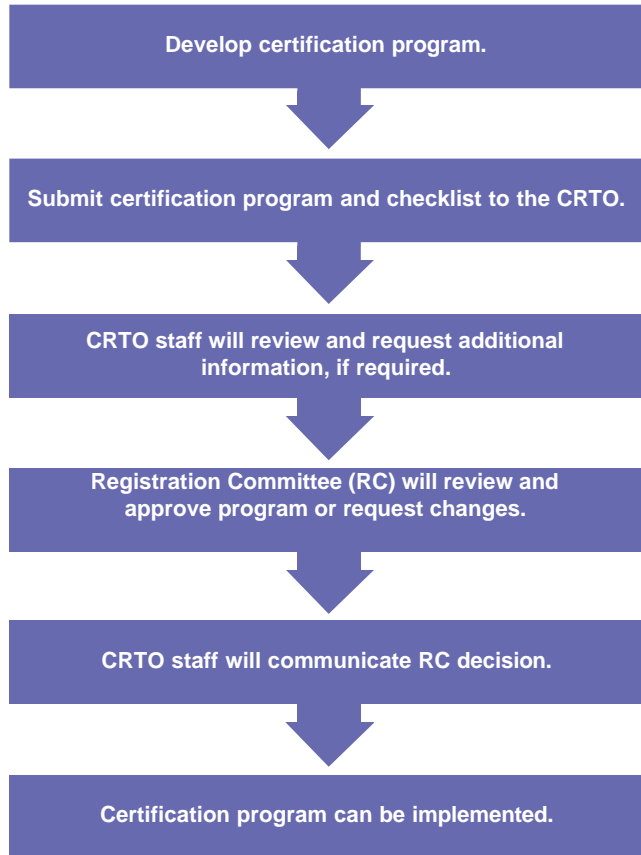 Develop certification program.
Submit certification program and checklist to the CRTO.
CRTO staff will review and request additional
information, if required.
Registration Committee (RC) will review and
approve program or request changes.
CRTO staff will communicate RC decision.
Certification program can be implemented.